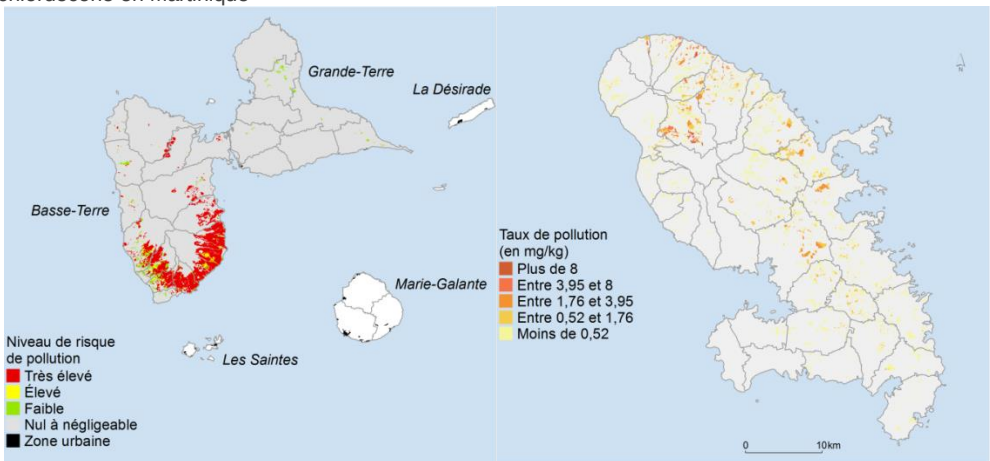 chlordécone en Martinique
Grande-Terre
La Désirade
Basse-Terre
Marie-Galante
Les Saintes
Niveau de risque
de pollution
Très élevé
Élevé
Faible
Nul à négligeable
Zone urbaine
N
Taux de pollution
(en mg/kg)
Plus de 8
Entre 3,95 et 8
Entre 1,76 et 3,95
Entre 0,52 et 1,76
Moins de 0,52
0 10km